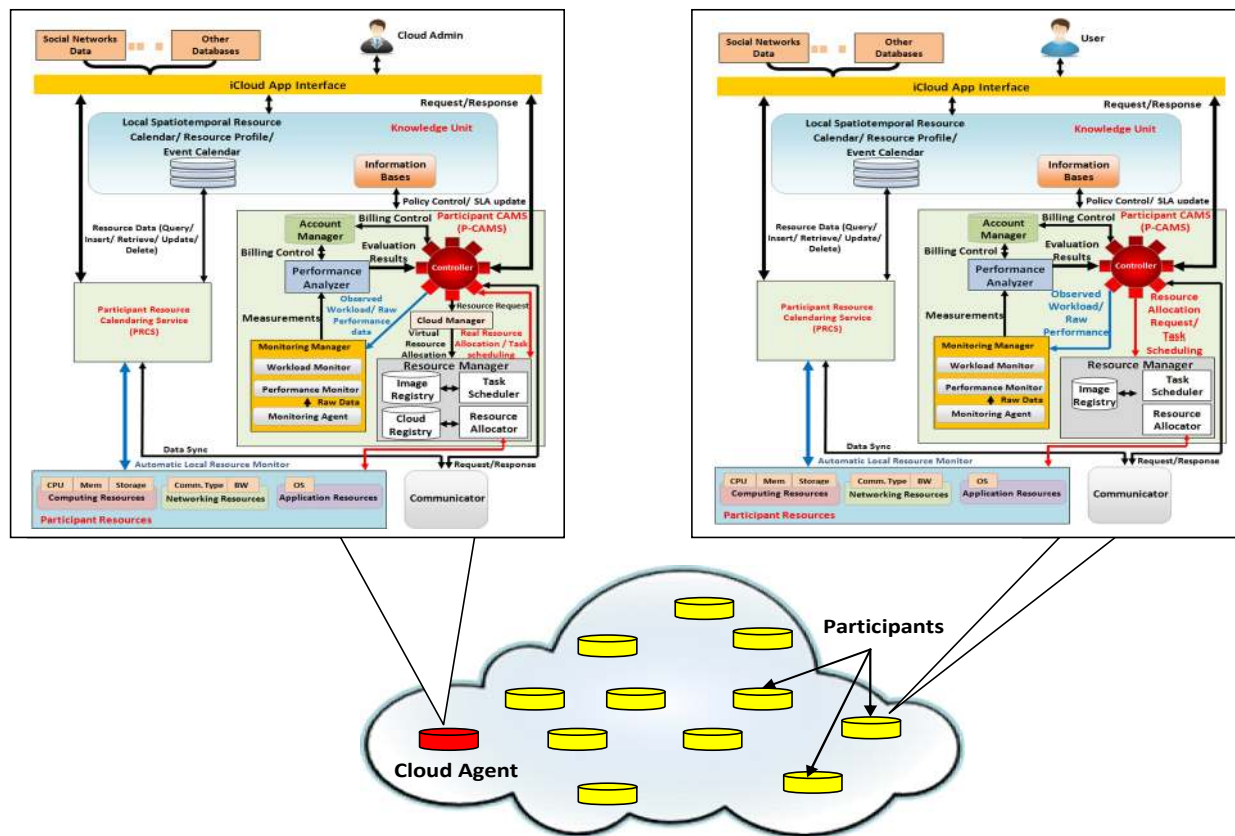 Cloud Admin
Social Networks
Data
Other
Databases
iCloud App Interface
Request/Response
Local Spatiotemporal Resource
Calendar/ Resource Profile/
Event Calendar
Knowledge Unit
Information
Bases
Policy Control/ SLA update
Resource Data (Query/
Insert/ Retrieve/ Update/
Delete)
Account
Manager
Billing Control
Participant CAMS
(P-CAMS)
Billing Control
Evaluation
Results
Performance
Analyzer
Controller
Participant Resource
Calendaring Service
(PRCS)
Measurements
Observed
Workload/ Raw
Performance
data
Resource Request
Cloud Manager
Virtual
Resource
Allocation
Real Resource
Allocation / Task
scheduling
Monitoring Manager
Workload Monitor
Performance Monitor
Raw Data
Monitoring Agent
Resource Manager
Image
Registry
Task
Scheduler
Cloud
Registry
Resource
Allocator
Data Sync
Automatic Local Resource Monitor
Request/Response
CPU Mem Storage
Computing Resources
Comm. Type BW
Networking Resources
OS
Application Resources
Participant Resources
Communicator
User
Social Networks
Data
Other
Databases
iCloud App Interface
Request/Response
Local Spatiotemporal Resource
Calendar/ Resource Profile/
Event Calendar
Knowledge Unit
Information
Bases
Policy Control/ SLA update
Resource Data (Query/
Insert/ Retrieve/ Update/
Delete)
Account
Manager
Billing Control
Participant CAMS
(P-CAMS)
Billing Control
Evaluation
Results
Performance
Analyzer
Controller
Participant Resource
Calendaring Service
(PRCS)
Measurements
Observed
Workload/
Raw
Performance
Resource
Allocation
Request/
Task
Scheduling
Monitoring Manager
Workload Monitor
Performance Monitor
Raw Data
Monitoring Agent
Resource Manager
Image
Registry
Task
Scheduler
Resource
Allocator
Data Sync
Automatic Local Resource Monitor
Request/Response
CPU Mem Storage
Computing Resources
Comm. Type BW
Networking Resources
OS
Application Resources
Participant Resources
Communicator
Participants
Cloud Agent